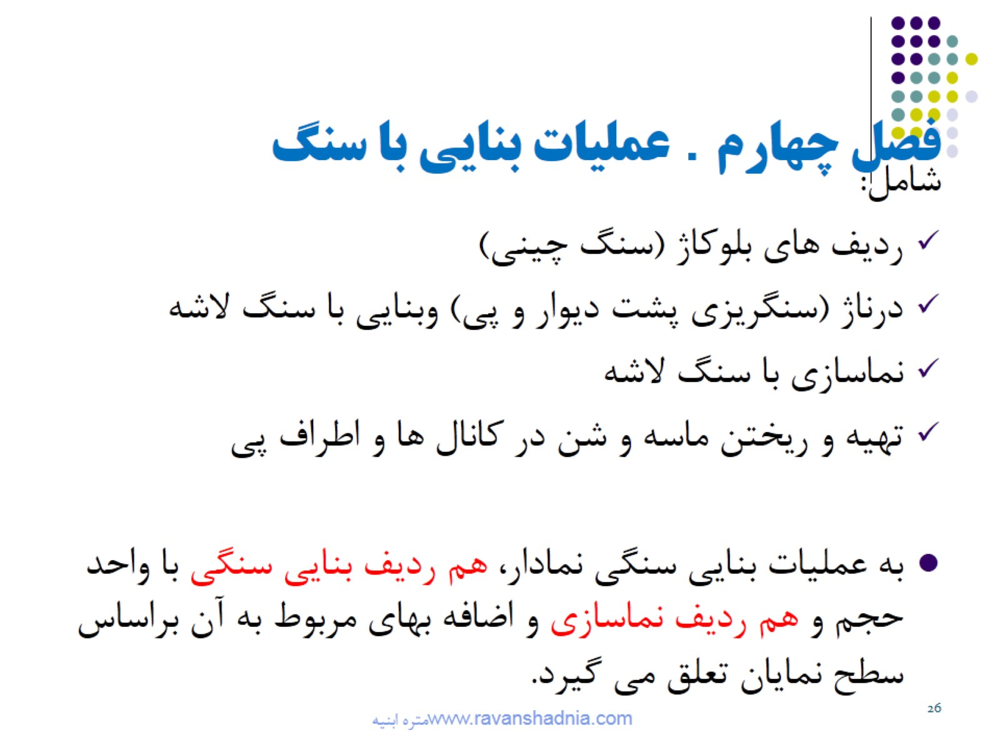 فصل چهارم . عملیات بنایی با سنگ
شامل:
✓ ردیف های بلوکاژ (سنگ چینی)
✓ درناژ (سنگریزی پشت دیوار و پی) وبنایی با سنگ لاشه
✓ نماسازی با سنگ لاشه
✓ تهیه و ریختن ماسه و شن در کانال ها و اطراف پی
● به عملیات بنایی سنگی نمادار، هم ردیف بنایی سنگی با واحد
حجم و هم ردیف نماسازی و اضافه بهای مربوط به آن براساس
سطح نمایان تعلق می گیرد.
26
متره ابنیهwww.ravanshadnia.com